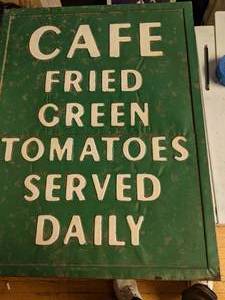 CAFE
FRIED
GREEN
TOMATOES
SERVED
DAILY